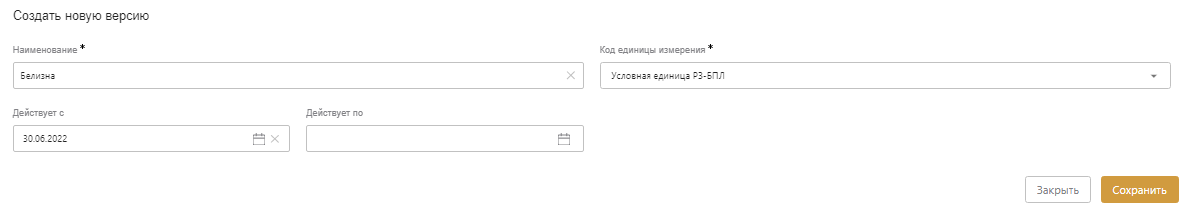 Создать новую версию
Наименование *
Код единицы измерения *
Белизна
Условная единица РЗ-БПЛ
Действует с
Действует по
30.06.2022
Закрыть
Сохранить